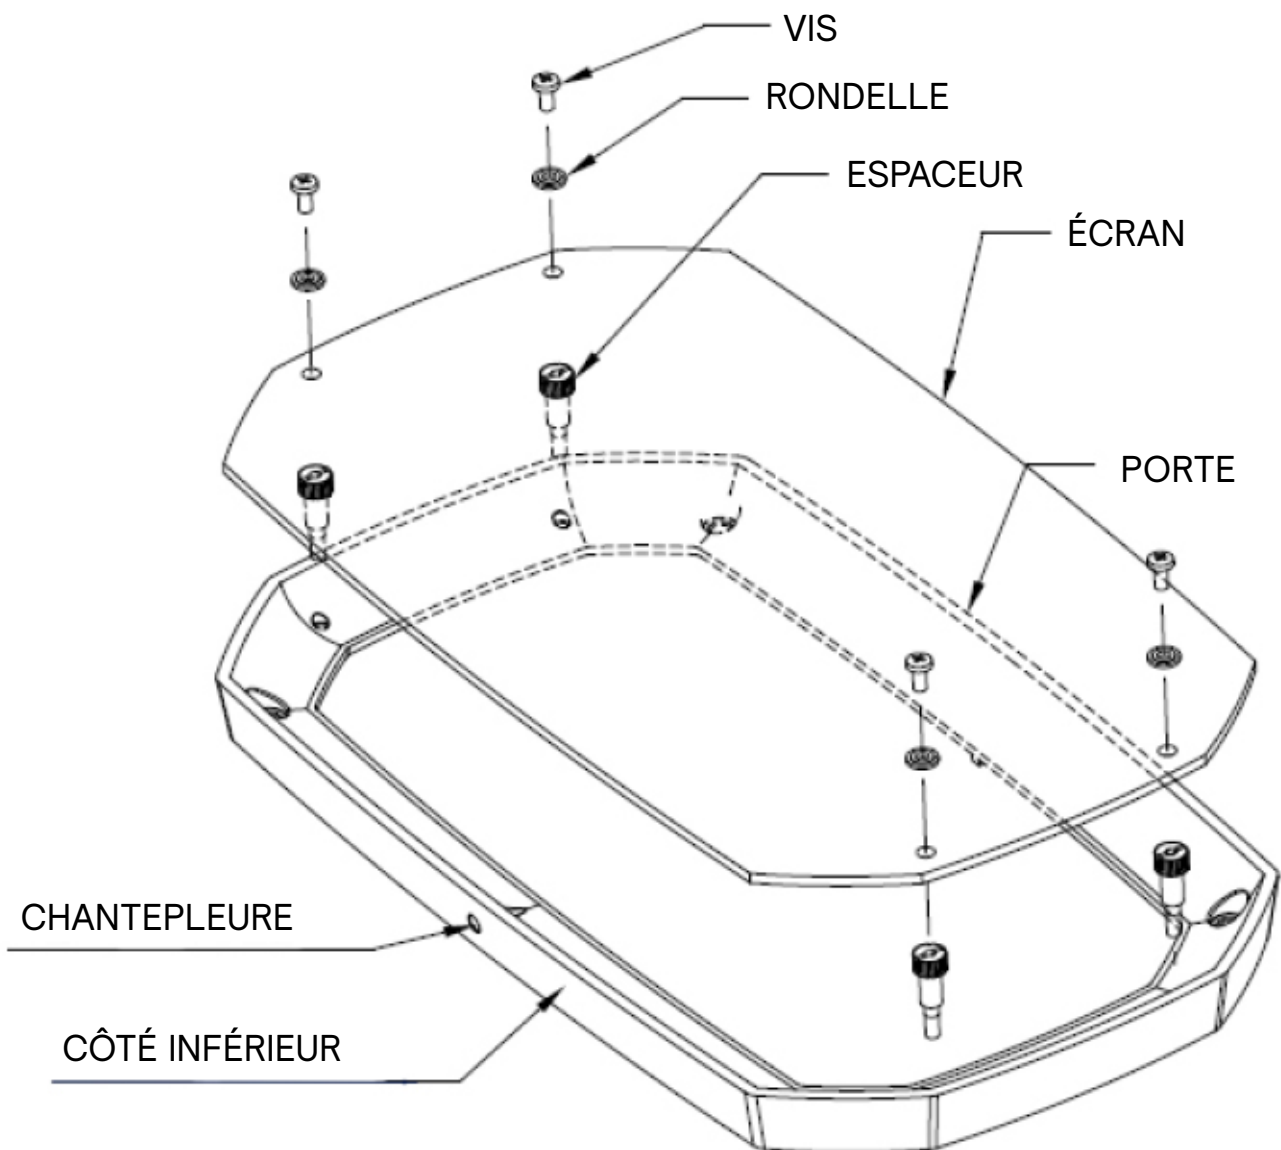 VIS
RONDELLE
ESPACEUR
ÉCRAN
PORTE
CHANTEPLEURE
CÔTÉ INFÉRIEUR